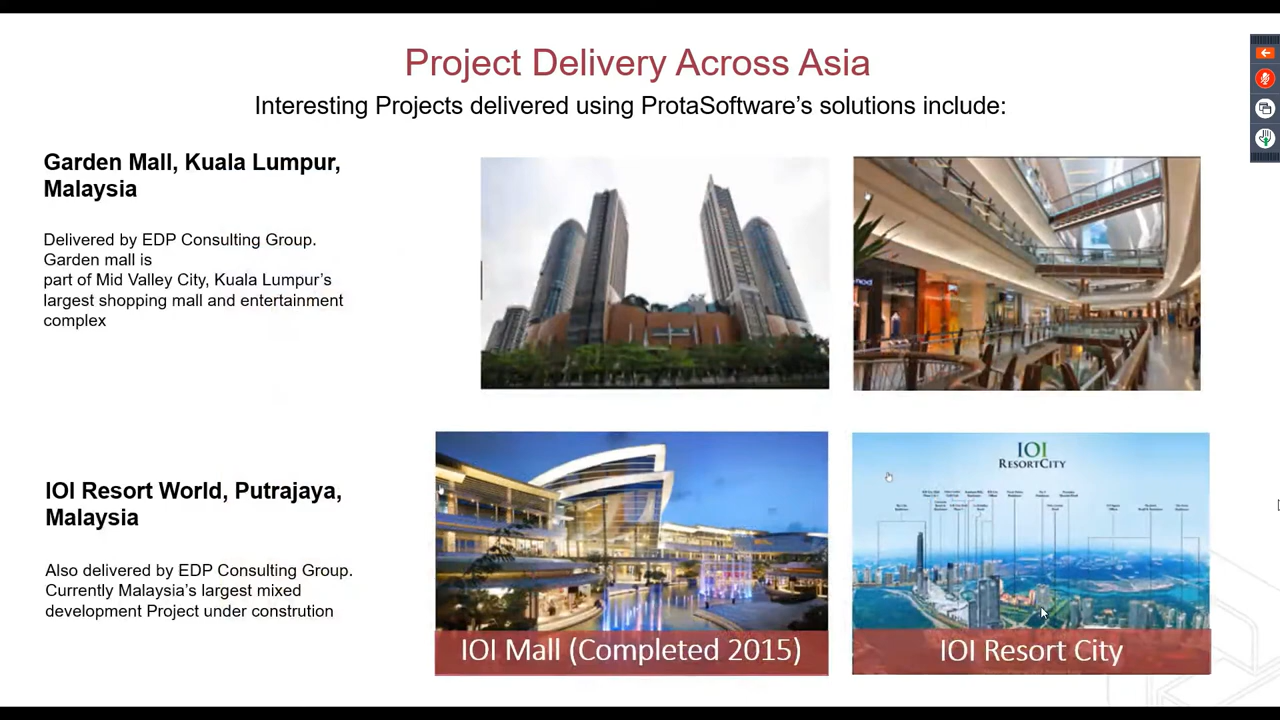 Project Delivery Across Asia
Interesting Projects delivered using ProtaSoftware's solutions include:
Garden Mall, Kuala Lumpur,
Malaysia
Delivered by EDP Consulting Group.
Garden mall is
part of Mid Valley City, Kuala Lumpur's
largest shopping mall and entertainment
complex
IOI Resort World, Putrajaya,
Malaysia
Also delivered by EDP Consulting Group.
Currently Malaysia's largest mixed
development Project under constrution
IOI Mall (Completed 2015)
IOI
RESORTCITY
IOI Resort City